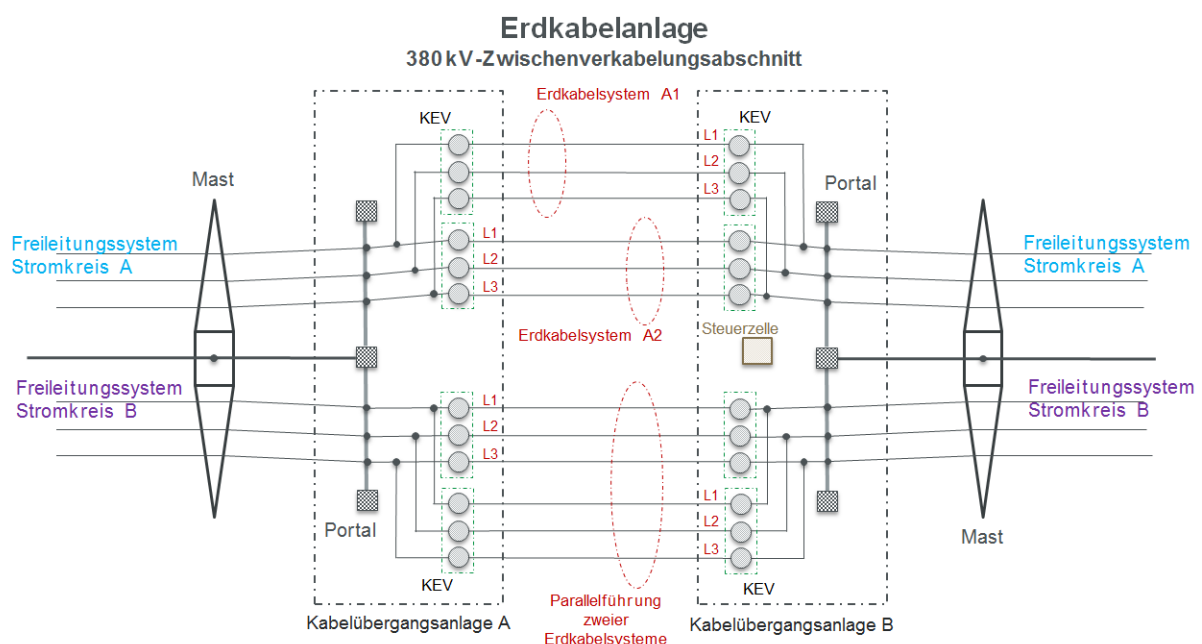 Erdkabelanlage
380 kV-Zwischenverkabelungsabschnitt
Erdkabelsystem A1
KEV
KEV
L1
L2
L3
Mast
Portal
Freileitungssystem
Stromkreis A
L1
L2
L3
Freileitungssystem
Stromkreis A
Erdkabelsystem A2
Steuerzelle
Freileitungssystem
Stromkreis B
L1
L2
L3
Freileitungssystem
Stromkreis B
L1
L2
L3
Portal
Mast
KEV
KEV
Parallelführung
zweier
Erdkabelsysteme
Kabelübergangsanlage A
Kabelübergangsanlage B